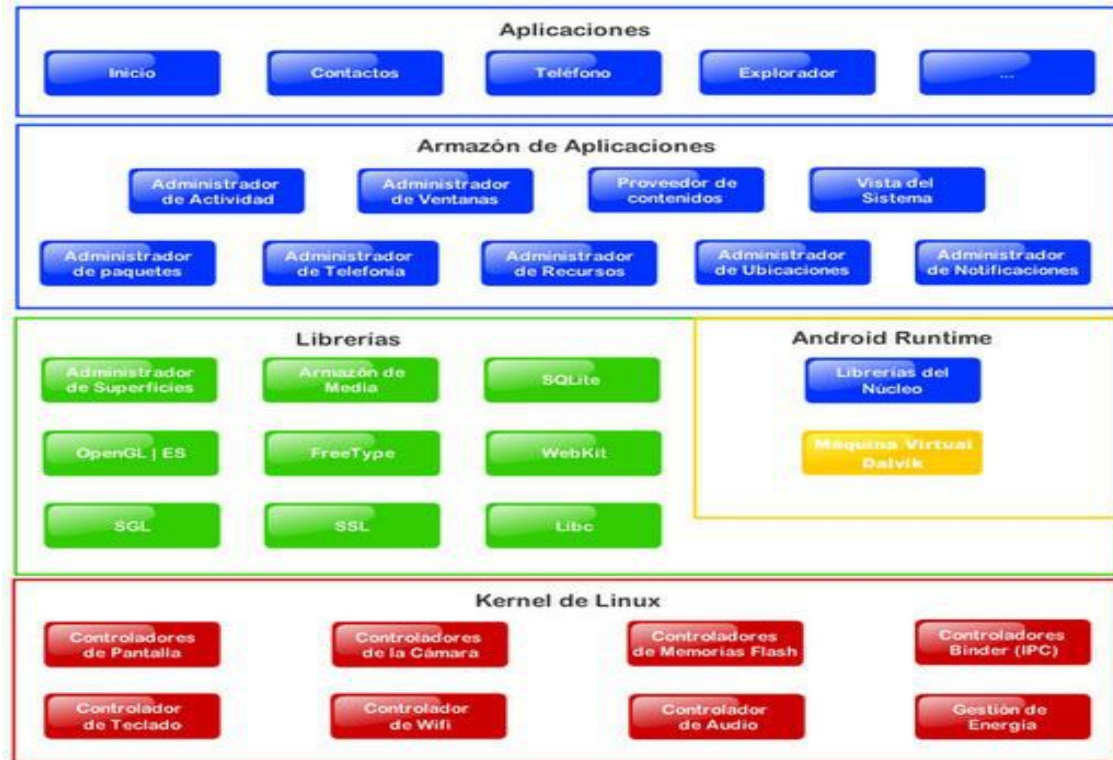 Aplicaciones
Inicio
Contactos
Teléfono
Explorador
...
Armazón de Aplicaciones
Administrador
de Actividad
Administrador
de Ventanas
Proveedor de
contenidos
Vista del
Sistema
Administrador
de paquetes
Administrador
de Telefonía
Administrador
de Recursos
Administrador
de Ubicaciones
Administrador
de Notificaciones
Librerías
Administrador
de Superficies
Armazón de
Media
SQLite
OpenGL | ES
FreeType
WebKit
SGL
SSL
Libc
Android Runtime
Librerías del
Núcleo
Máquina Virtual
Dalvik
Kernel de Linux
Controladores
de Pantalla
Controladores
de la Cámara
Controladores
de Memorias Flash
Controladores
Binder (IPC)
Controlador
de Teclado
Controlador
de Wifi
Controlador
de Audio
Gestión de
Energía